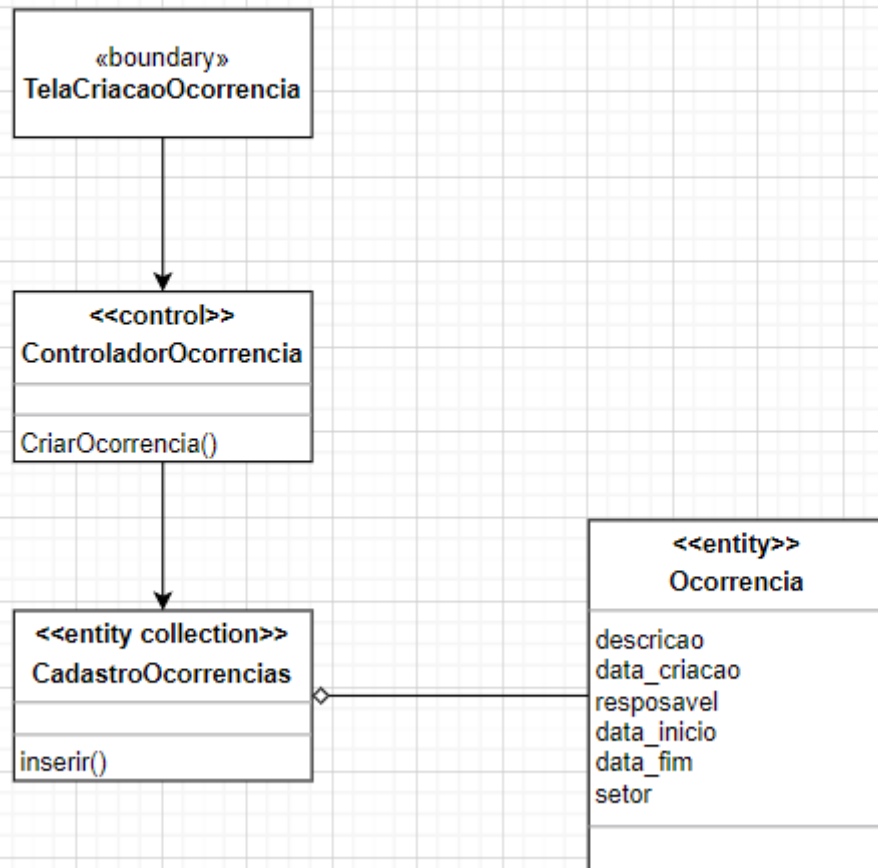 «boundary»
TelaCriacaoOcorrencia
<<control>>
ControladorOcorrencia
CriarOcorrencia()
<<entity collection>>
CadastroOcorrencias
inserir()
<<entity>>
Ocorrencia
descricao
data_criacao
resposavel
data_inicio
data_fim
setor